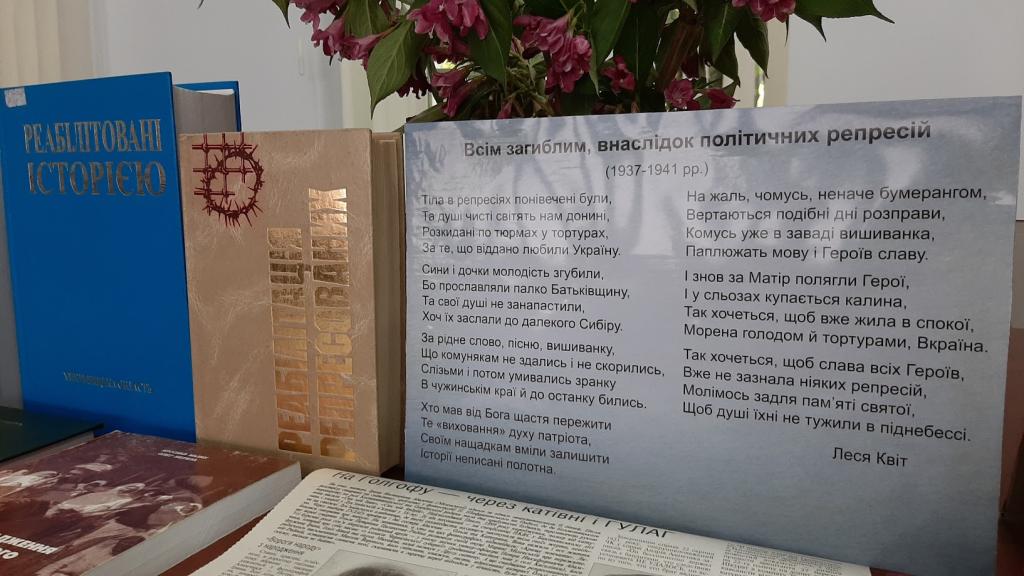 РЕАБІЛІТОВАНІ
ІСТОРІЄЮ
РЕАБІЛІТАЦІЯ
РЕПРЕСОВАНИХ
Всім загиблим, внаслідок політичних репресій
(1937-1941 рр.)
Тіла в репресіях понівечені були,
Та душі чисті світять нам донині,
Розкидані по тюрмах у тортурах,
За те, що віддано любили Україну.
Сини і дочки молодість згубили,
Бо прославляли палко Батьківщину,
Та свої душі не занапастили,
Хоч їх заслали до далекого Сибіру.
За рідне слово, пісню, вишиванку,
Що комунякам не здались і не скорились,
Слізьми і потом умивались зранку
В чужинськім краї й до останку бились.
Хто мав від Бога щастя пережити
Те «виховання» духу патріота,
Своїм нащадкам вміли залишити
Історії неписані полотна.
На жаль, чомусь, неначе бумерангом,
Вертаються подібні дні розправи,
Комусь уже в заваді вишиванка,
Паплюжать мову і Героїв славу.
І знов за Матір полягли Герої,
І у сльозах купається калина,
Так хочеться, щоб вже жила в спокої,
Морена голодом й тортурами, Вкраїна.
Так хочеться, щоб слава всіх Героїв,
Вже не зазнала ніяких репресій,
Молімось задля пам'яті святої,
Щоб душі їхні не тужили в піднебессі.
Леся Квіт
На Голгофу — через катівні і ГУЛАГ